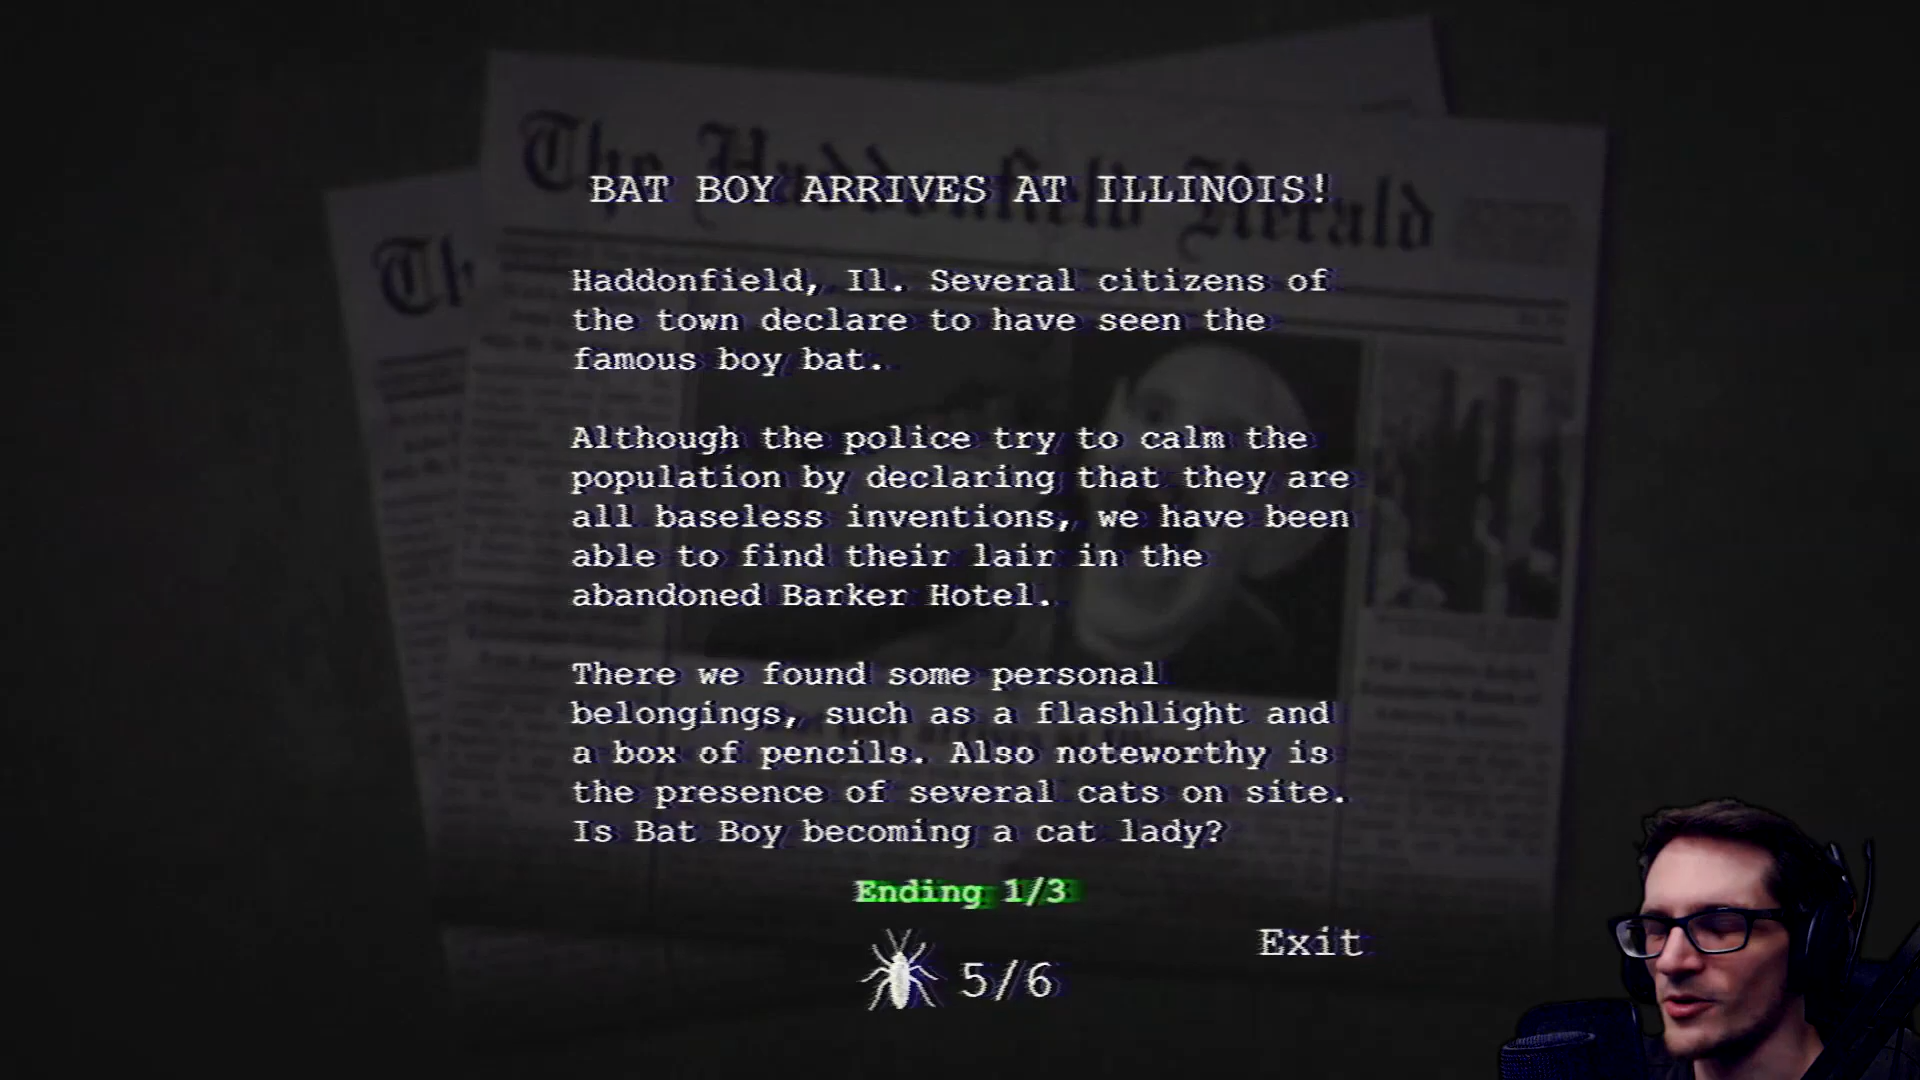 The Haddonfield Herald
Th
BAT BOY ARRIVES AT ILLINOIS!
Haddonfield, Il. Several citizens of
the town declare to have seen the
famous boy bat.
Although the police try to calm the
population by declaring that they are
all baseless inventions, we have been
able to find their lair in the
abandoned Barker Hotel.
There we found some personal
belongings, such as a flashlight and
a box of pencils. Also noteworthy is
the presence of several cats on site.
Is Bat Boy becoming a cat lady?
Ending 1/3
Exit
5/6